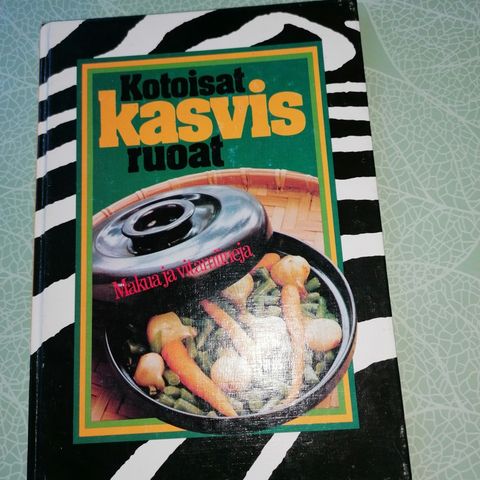 Kotoisat
kasvis
ruoat
Makua ja vitamiineja